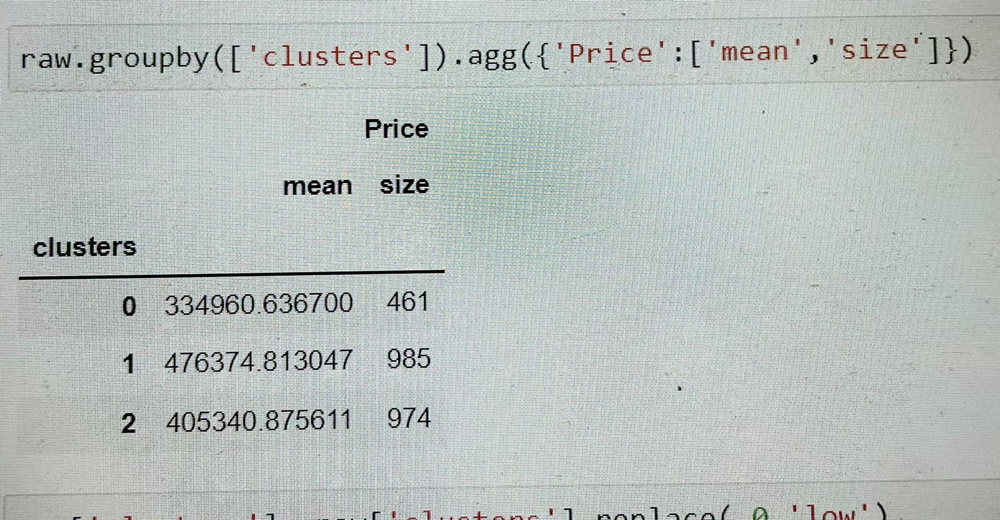 raw.groupby(['clusters']).agg({'Price':['mean','size']})
Price
mean size
clusters
0 334960.636700 461
1 476374.813047 985
2 405340.875611 974
replace( 0 'low')